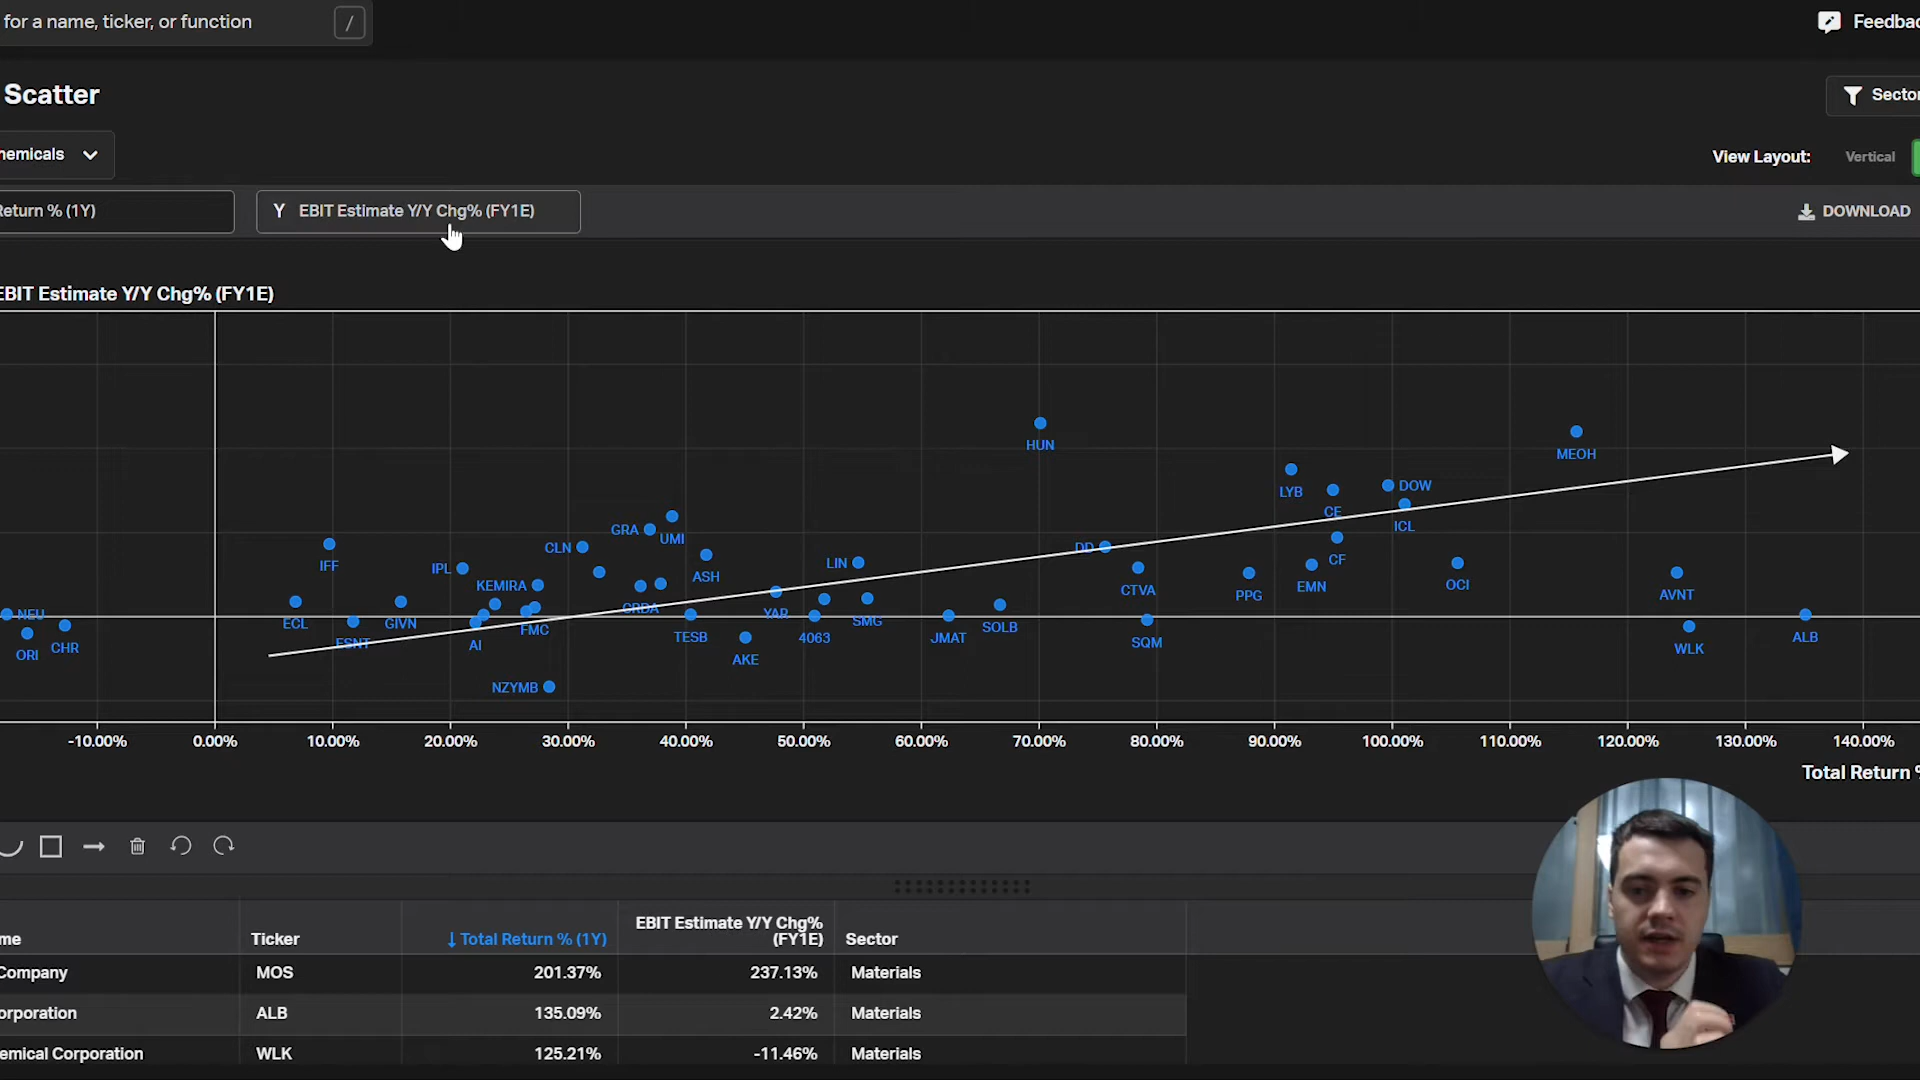 for a name, ticker, or function /
Feedbac
Scatter
Sector
hemicals
View Layout: Vertical
Return % (1Y)
Y EBIT Estimate Y/Y Chg% (FY1E)
DOWNLOAD
EBIT Estimate Y/Y Chg% (FY1E)
HUN
MEOH
LYB
DOW
CE
ICL
GRA
UMI
CLN
DD
CF
IFF
IPL
ASH
LIN
CTVA
PPG
EMN
OCI
AVNT
KEMIRA
CRDA
YAR
NEU
ECL
GIVN
FMC
SMG
SOLB
ORI
CHR
ESNT
AI
TESB
4063
JMAT
SQM
WLK
ALB
AKE
NZYMB
-10.00% 0.00% 10.00% 20.00% 30.00% 40.00% 50.00% 60.00% 70.00% 80.00% 90.00% 100.00% 110.00% 120.00% 130.00% 140.00%
Total Return %
me Ticker ↓ Total Return % (1Y) EBIT Estimate Y/Y Chg% (FY1E) Sector
Company MOS 201.37% 237.13% Materials
orporation ALB 135.09% 2.42% Materials
emical Corporation WLK 125.21% -11.46% Materials